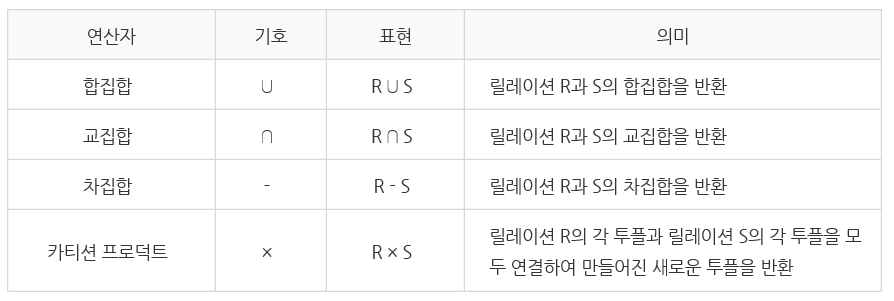 연산자 기호 표현 의미
합집합 ∪ R ∪ S 릴레이션 R과 S의 합집합을 반환
교집합 ∩ R ∩ S 릴레이션 R과 S의 교집합을 반환
차집합 - R - S 릴레이션 R과 S의 차집합을 반환
카티션 프로덕트 × R × S 릴레이션 R의 각 투플과 릴레이션 S의 각 투플을 모
두 연결하여 만들어진 새로운 투플을 반환